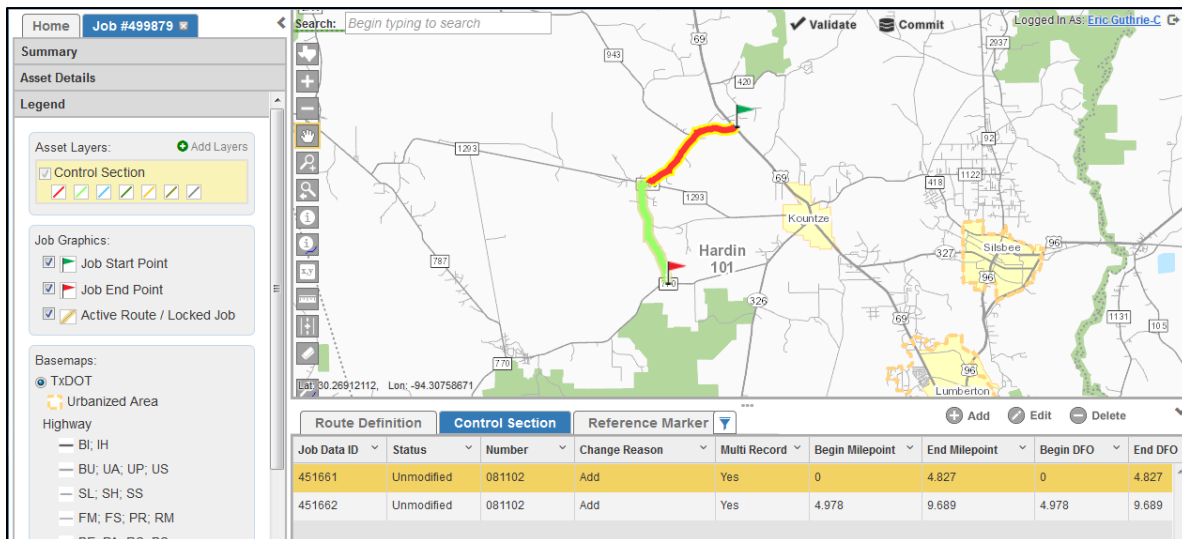 Home
Job #499879
Summary
Asset Details
Legend
Asset Layers:
Add Layers
Control Section
Job Graphics:
Job Start Point
Job End Point
Active Route / Locked Job
Basemaps:
TxDOT
Urbanized Area
Highway
BI; IH
BU; UA; UP; US
SL; SH; SS
FM; FS; PR; RM
Search:
Begin typing to search
Validate
Commit
Logged In As: Eric Guthrie-C
69
943
2937
420
92
1293
69
418
1122
1293
Kountze
Hardin
101
327
Silsbee
96
96
787
326
69
1131
105
770
96
Lumberton
x,y
Lat: 30.26912112, Lon: -94.30758671
Route Definition
Control Section
Reference Marker
Add
Edit
Delete
Job Data ID Status Number Change Reason Multi Record Begin Milepoint End Milepoint Begin DFO End DFO
451661 Unmodified 081102 Add Yes 0 4.827 0 4.827
451662 Unmodified 081102 Add Yes 4.978 9.689 4.978 9.689